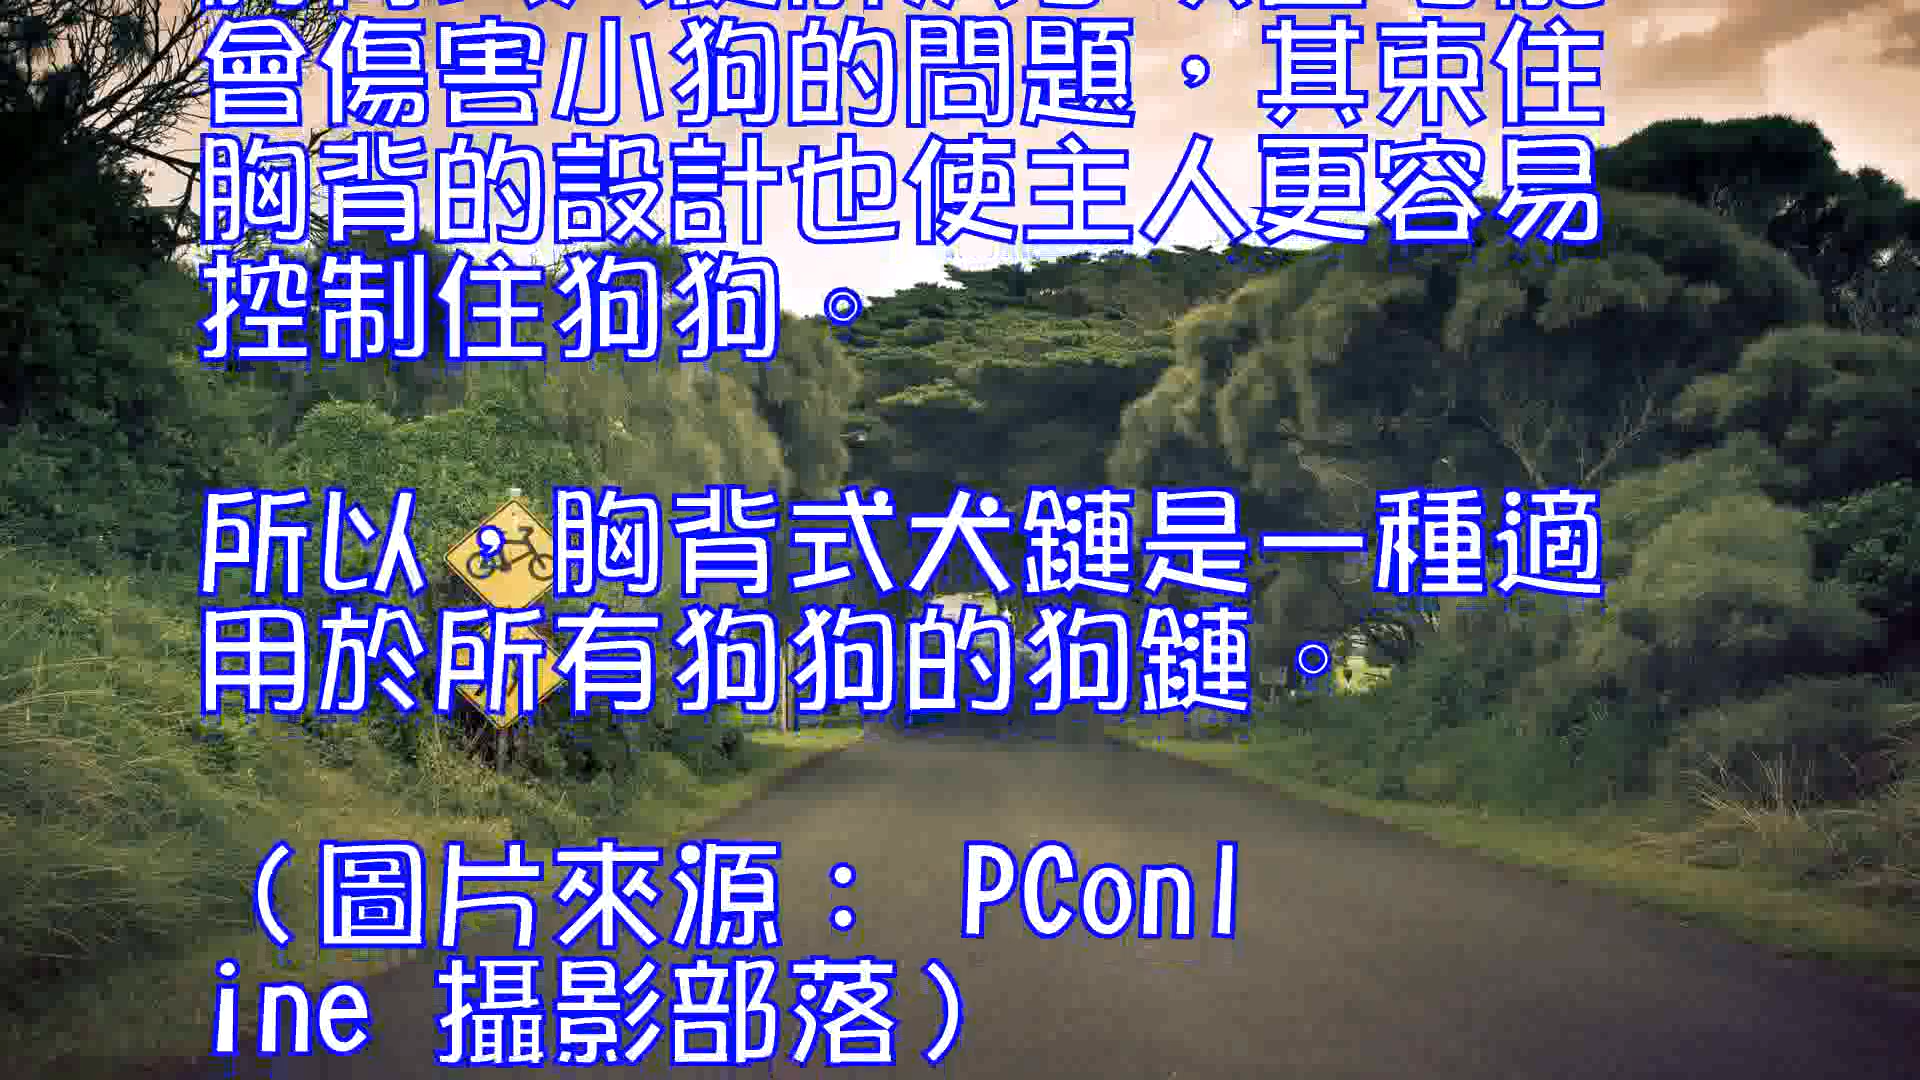 會傷害小狗的問題，其束住
胸背的設計也使主人更容易
控制住狗狗。
所以，胸背式犬鏈是一種適
用於所有狗狗的狗鏈。
（圖片來源： PConl
ine 攝影部落）